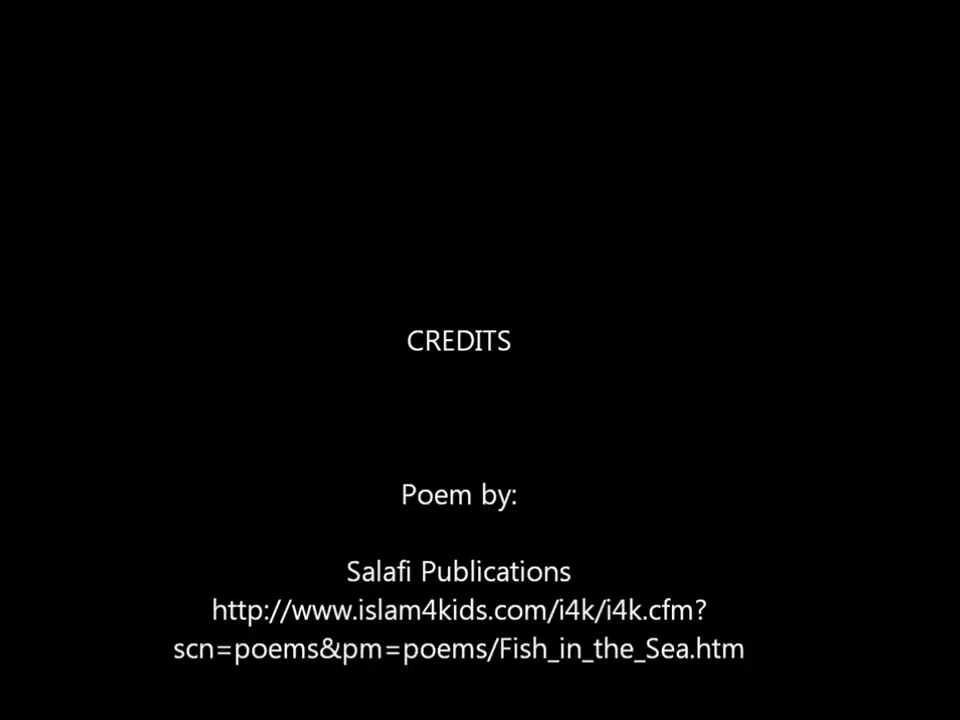 CREDITS
Poem by:
Salafi Publications
http://www.islam4kids.com/i4k/i4k.cfm?
scn=poems&pm=poems/Fish_in_the_Sea.htm